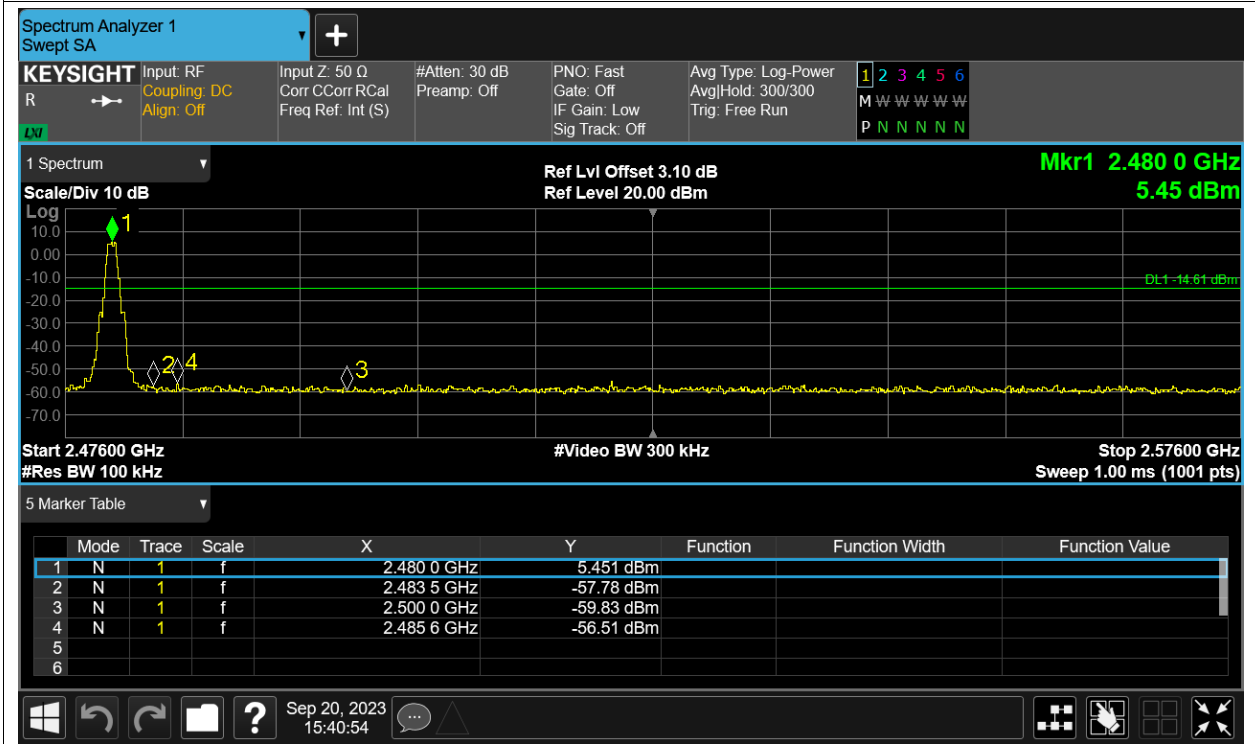 Spectrum Analyzer 1
Swept SA
+
KEYSIGHT Input: RF Input Z: 50 Ω #Atten: 30 dB PNO: Fast Avg Type: Log-Power 1 2 3 4 5 6
R Coupling: DC Corr CCorr RCal Preamp: Off Gate: Off Avg|Hold: 300/300 M W W W W W
Align: Off Freq Ref: Int (S) IF Gain: Low Trig: Free Run
LXI Sig Track: Off P N N N N N
1 Spectrum Ref Lvl Offset 3.10 dB Mkr1 2.480 0 GHz
Scale/Div 10 dB Ref Level 20.00 dBm 5.45 dBm
Log
1
10.0
0.00
-10.0
DL1 -14.61 dBm
-20.0
-30.0
-40.0
2 4 3
-50.0
-60.0
-70.0
Start 2.47600 GHz #Video BW 300 kHz Stop 2.57600 GHz
#Res BW 100 kHz Sweep 1.00 ms (1001 pts)
5 Marker Table
Mode Trace Scale X Y Function Function Width Function Value
1 N 1 f 2.480 0 GHz 5.451 dBm
2 N 1 f 2.483 5 GHz -57.78 dBm
3 N 1 f 2.500 0 GHz -59.83 dBm
4 N 1 f 2.485 6 GHz -56.51 dBm
5
6
? Sep 20, 2023
15:40:54